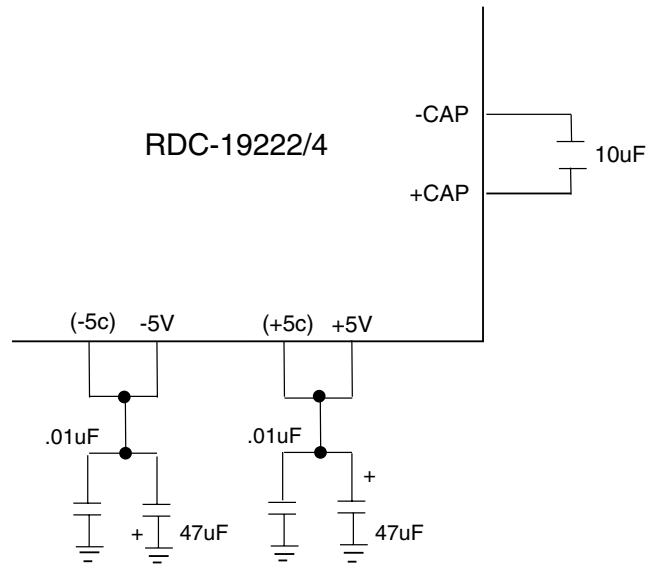 -CAP
RDC-19222/4
10uF
+CAP
(-5c) -5V (+5c) +5V
.01uF .01uF
+
+ 47uF 47uF